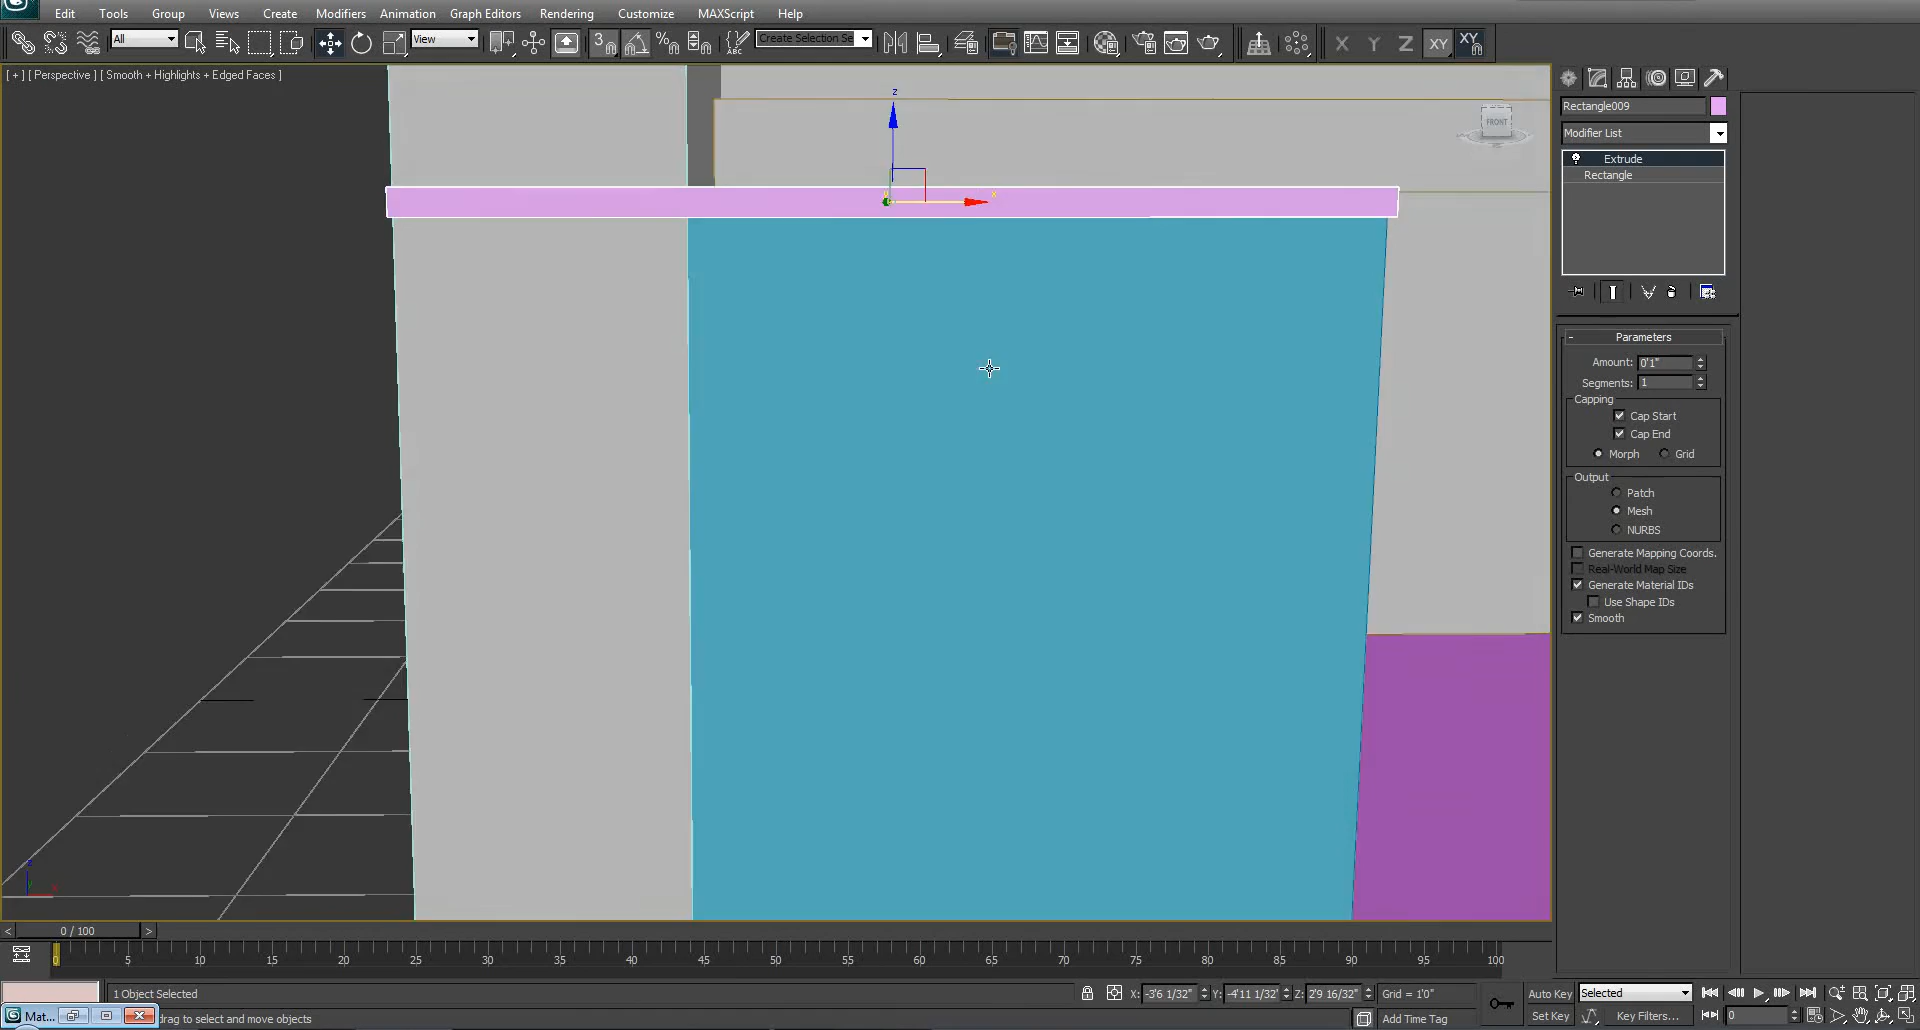 Edit Tools Group Views Create Modifiers Animation Graph Editors Rendering Customize MAXScript Help
All View 3 % ABC Create Selection Se X Y Z XY XY
[ + ] [ Perspective ] [ Smooth + Highlights + Edged Faces ]
z
FRONT
x
Rectangle009
Modifier List
Extrude
Rectangle
- Parameters
Amount: 0'1"
Segments: 1
Capping
Cap Start
Cap End
Morph Grid
Output
Patch
Mesh
NURBS
Generate Mapping Coords.
Real-World Map Size
Generate Material IDs
Use Shape IDs
Smooth
< 0 / 100 >
0 5 10 15 20 25 30 35 40 45 50 55 60 65 70 75 80 85 90 95 100
1 Object Selected X: -3'6 1/32" Y: -4'11 1/32" Z: 2'9 16/32" Grid = 1'0" Auto Key Selected
Mat... drag to select and move objects Add Time Tag Set Key Key Filters... 0